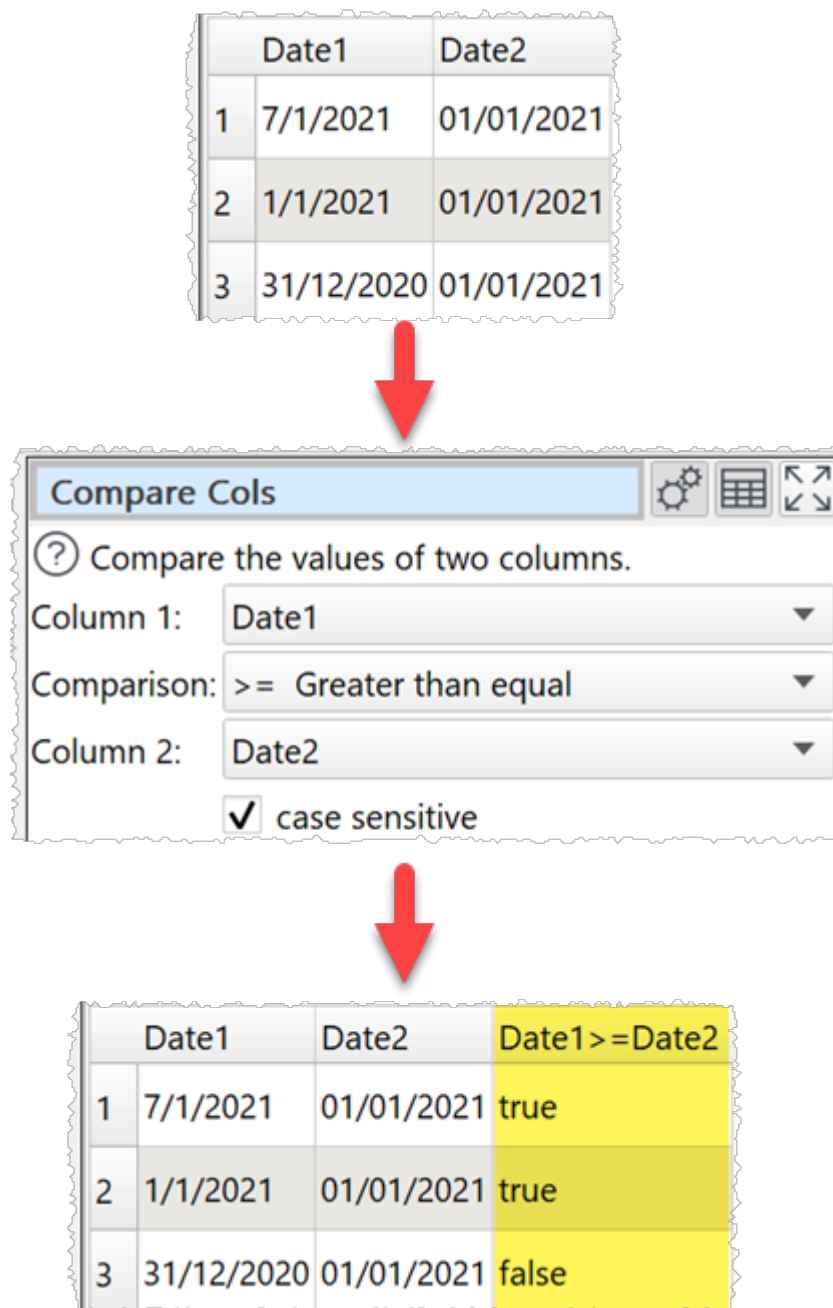 Date1 Date2
1 7/1/2021 01/01/2021
2 1/1/2021 01/01/2021
3 31/12/2020 01/01/2021
Compare Cols
? Compare the values of two columns.
Column 1: Date1
Comparison: >= Greater than equal
Column 2: Date2
case sensitive
Date1 Date2 Date1>=Date2
1 7/1/2021 01/01/2021 true
2 1/1/2021 01/01/2021 true
3 31/12/2020 01/01/2021 false